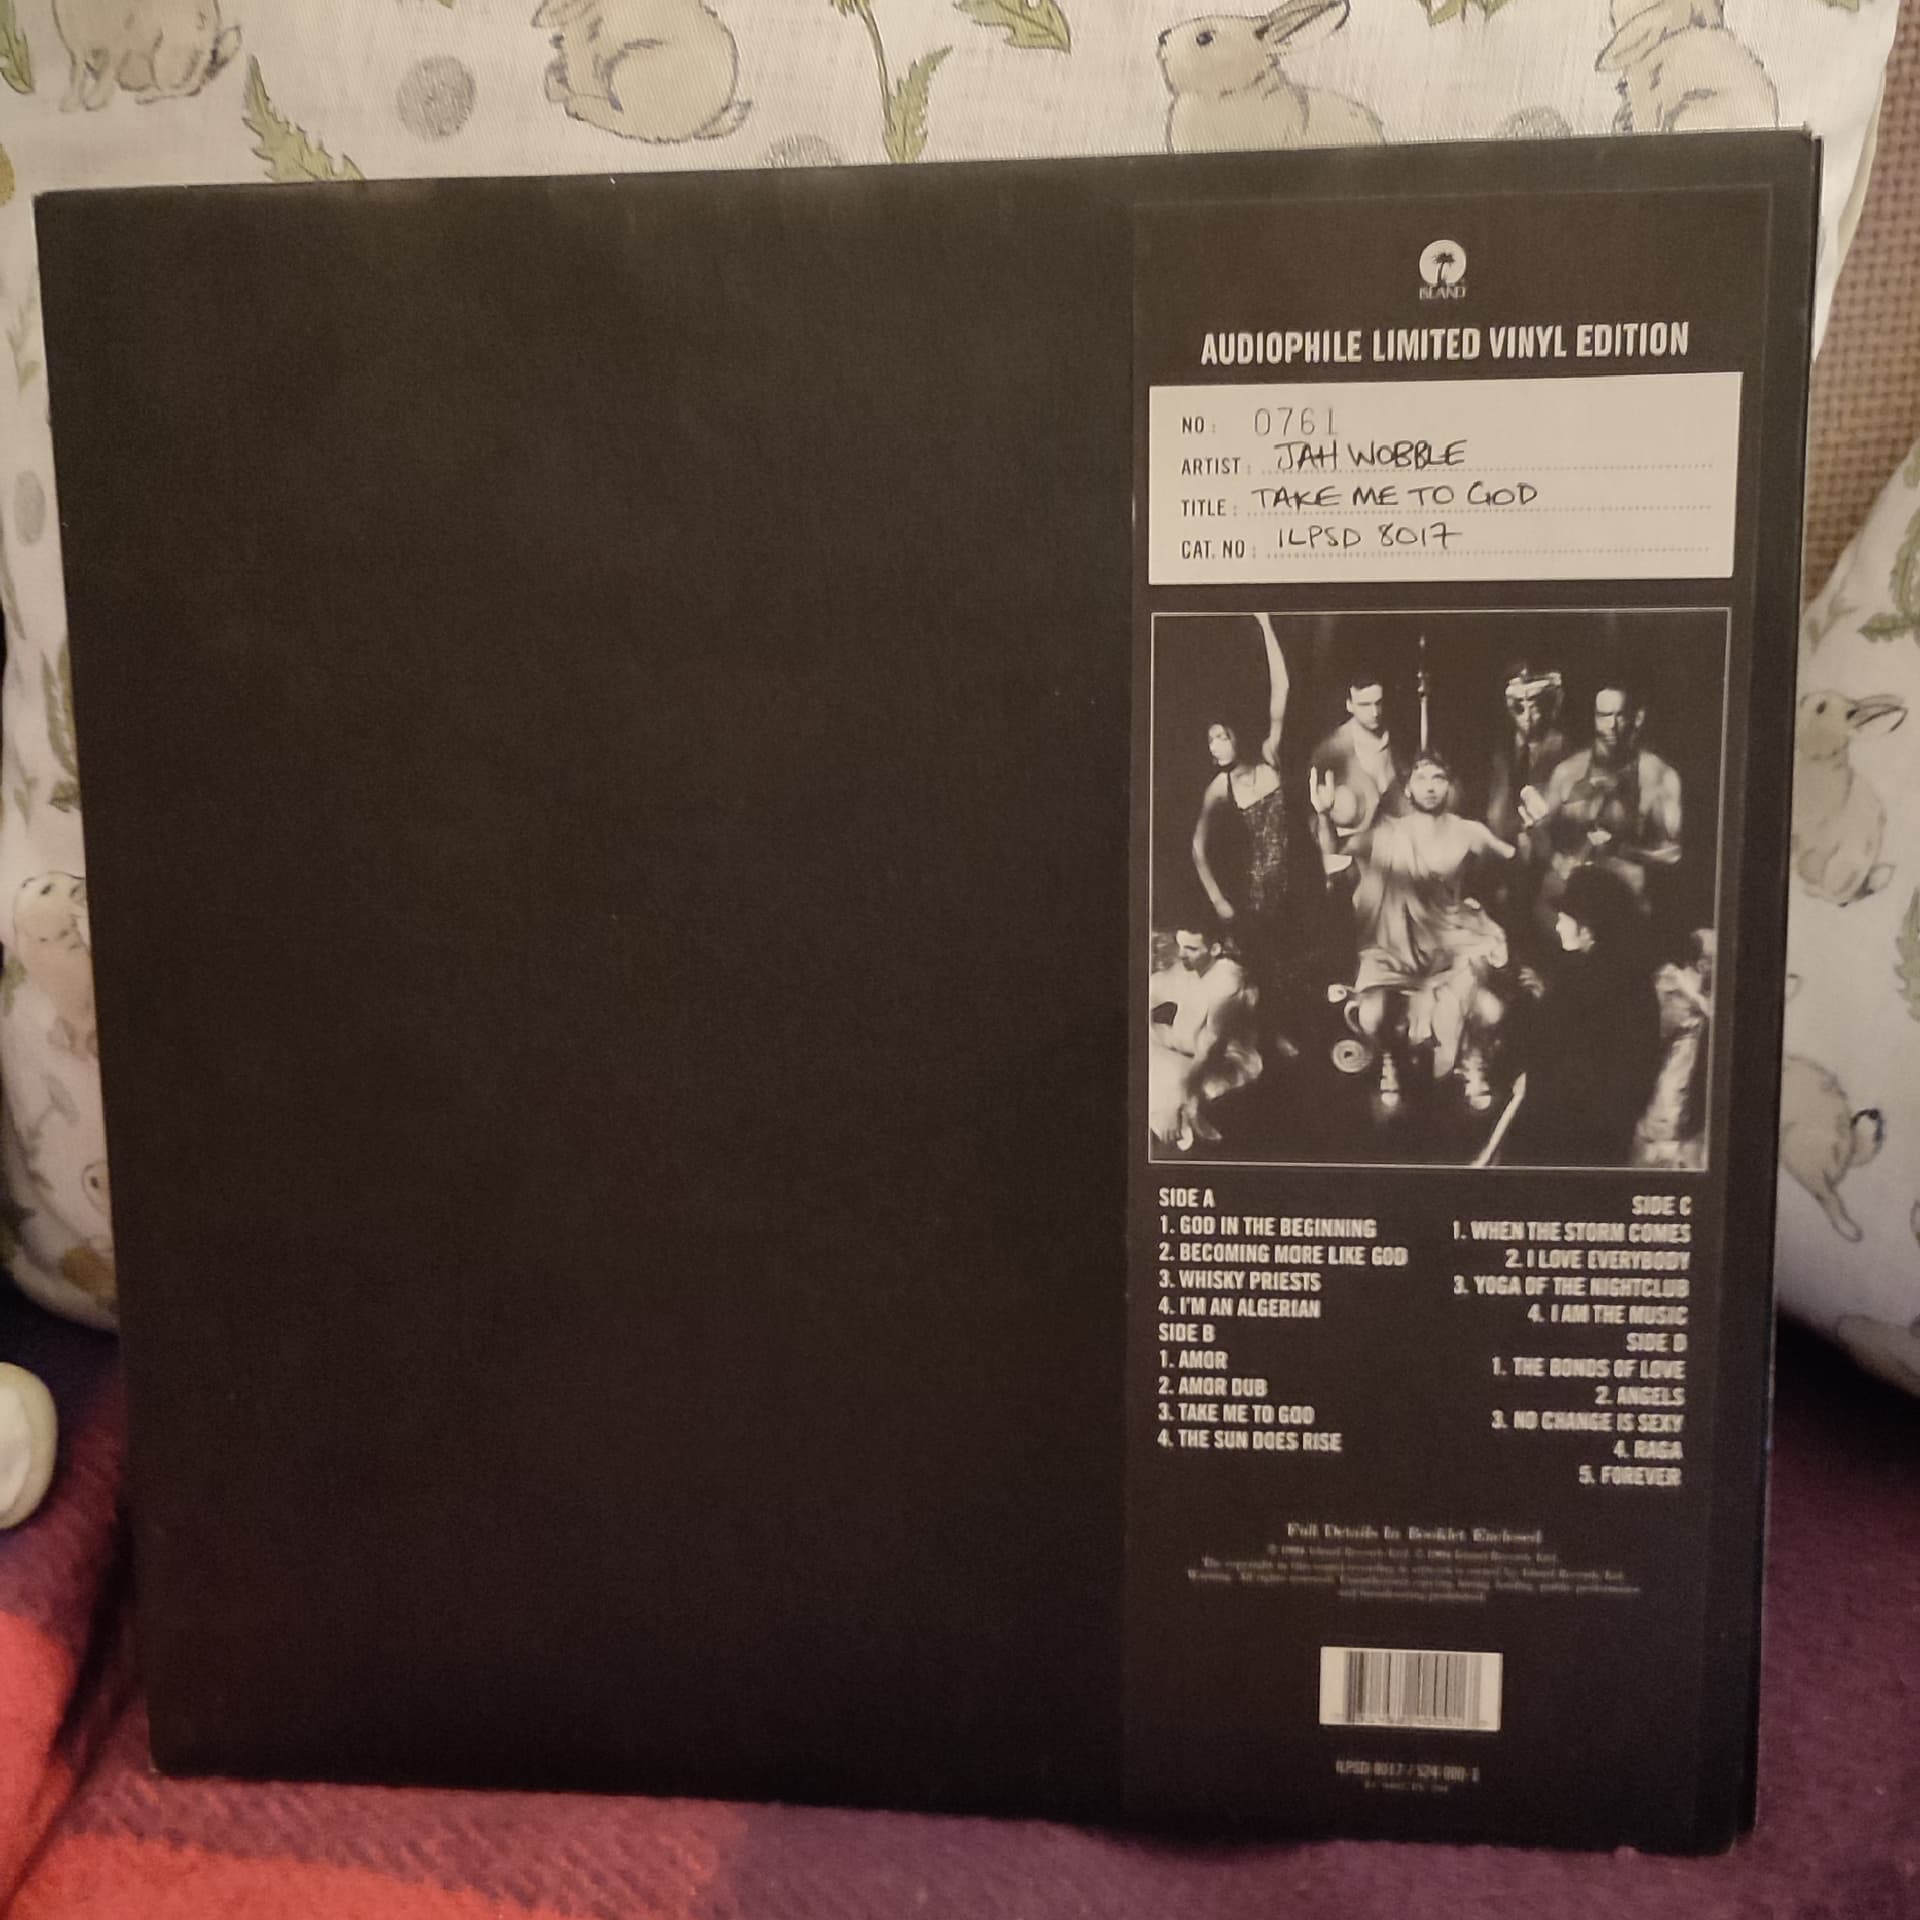 ISLAND
AUDIOPHILE LIMITED VINYL EDITION
NO: 0761
ARTIST: JAH WOBBLE
TITLE: TAKE ME TO GOD
CAT. NO: ILPSD 8017
SIDE A
1. GOD IN THE BEGINNING
2. BECOMING MORE LIKE GOD
3. WHISKY PRIESTS
4. I'M AN ALGERIAN
SIDE B
1. AMOR
2. AMOR DUB
3. TAKE ME TO GOD
4. THE SUN DOES RISE
SIDE C
1. WHEN THE STORM COMES
2. I LOVE EVERYBODY
3. YOGA OF THE NIGHTCLUB
4. I AM THE MUSIC
SIDE D
1. THE BONDS OF LOVE
2. ANGELS
3. NO CHANGE IS SEXY
4. RAGA
5. FOREVER
Full Details In Booklet Enclosed
ILPSD 8017 /